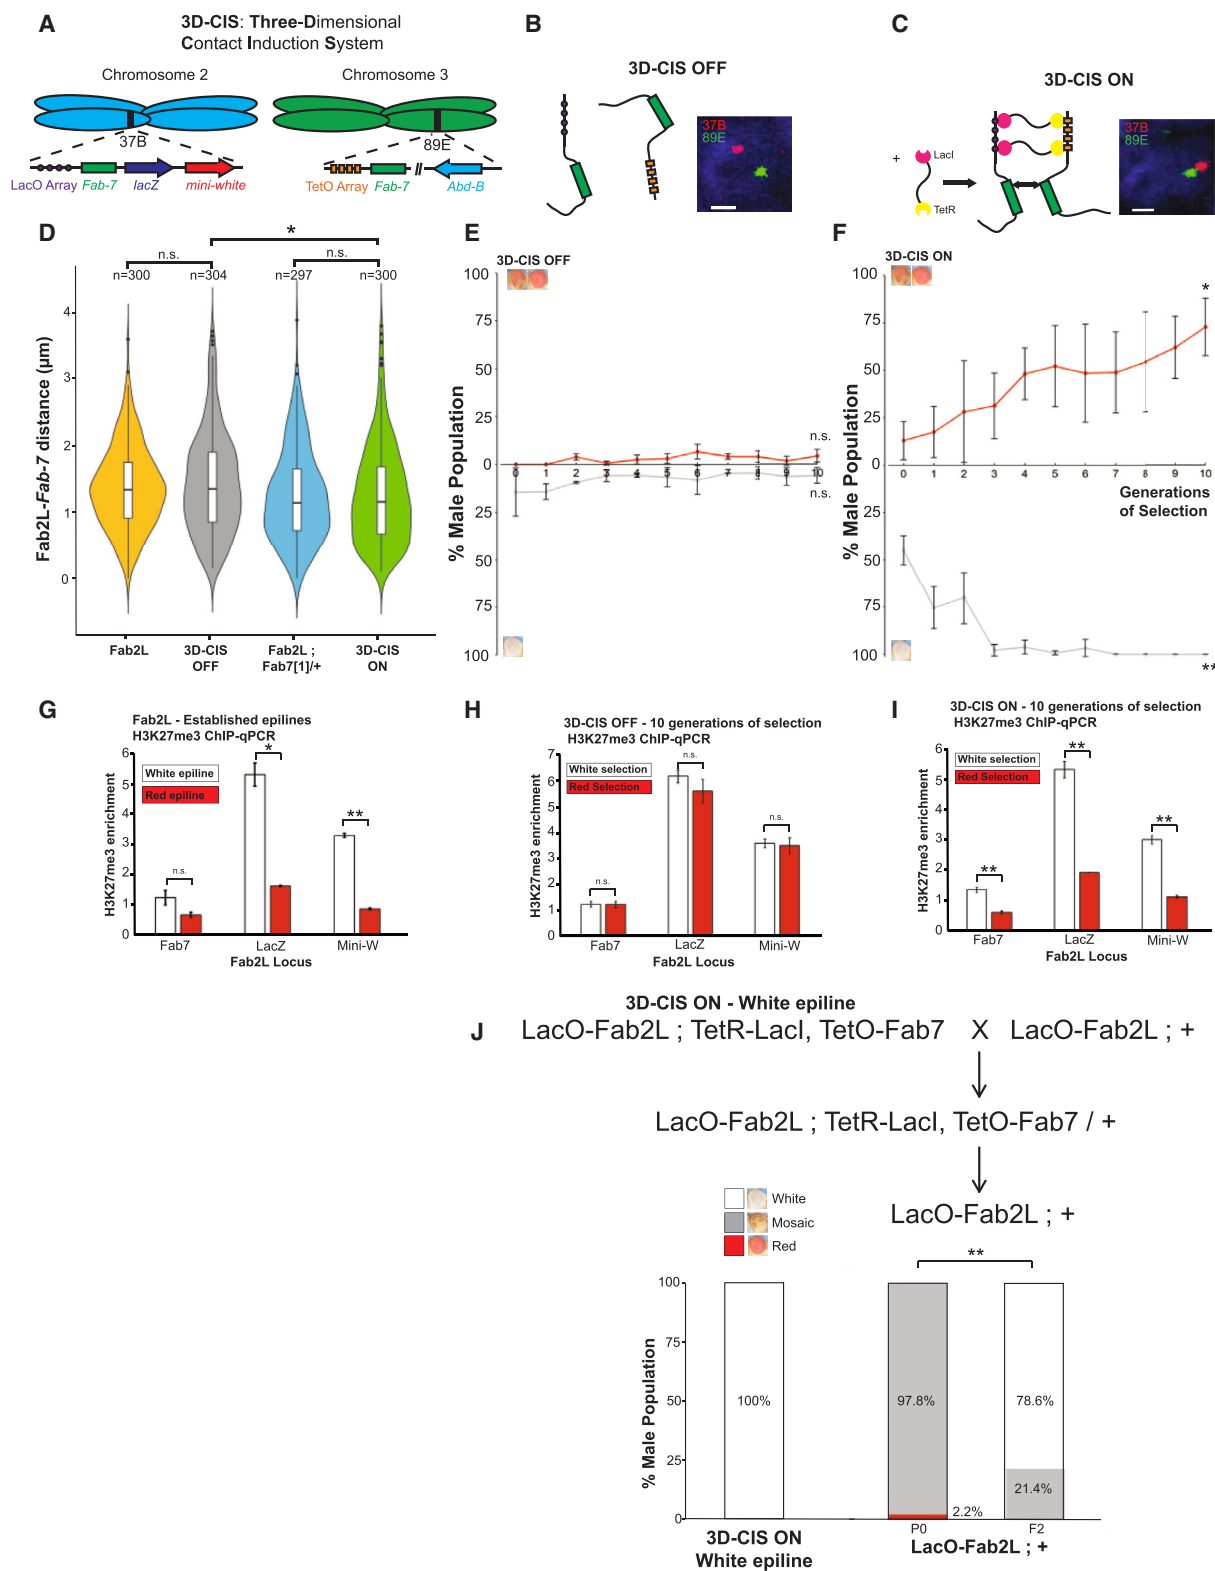 A
3D-CIS: Three-Dimensional
Contact Induction System
Chromosome 2
Chromosome 3
37B
89E
LacO Array
Fab-7
lacZ
mini-white
TetO Array
Fab-7
Abd-B
B
3D-CIS OFF
37B
89E
C
3D-CIS ON
+
LacI
TetR
37B
89E
D
*
n.s.
n.s.
n=300
n=304
n=297
n=300
Fab2L-Fab-7 distance (µm)
4
3
2
1
0
Fab2L
3D-CIS
OFF
Fab2L ;
Fab7[1]/+
3D-CIS
ON
E
3D-CIS OFF
% Male Population
100
75
50
25
0
25
50
75
100
0 1 2 3 4 5 6 7 8 9 10
n.s.
n.s.
F
3D-CIS ON
% Male Population
100
75
50
25
0
25
50
75
100
0 1 2 3 4 5 6 7 8 9 10
Generations
of Selection
*
**
G
Fab2L - Established epilines
H3K27me3 ChIP-qPCR
White epiline
Red epiline
H3K27me3 enrichment
6
5
4
3
2
1
0
n.s.
*
**
Fab7
LacZ
Mini-W
Fab2L Locus
H
3D-CIS OFF - 10 generations of selection
H3K27me3 ChIP-qPCR
White selection
Red Selection
H3K27me3 enrichment
7
6
5
4
3
2
1
0
n.s.
n.s.
n.s.
Fab7
LacZ
Mini-W
Fab2L Locus
I
3D-CIS ON - 10 generations of selection
H3K27me3 ChIP-qPCR
White selection
Red Selection
H3K27me3 enrichment
6
5
4
3
2
1
0
**
**
**
Fab7
LacZ
Mini-W
Fab2L Locus
J
3D-CIS ON - White epiline
LacO-Fab2L ; TetR-LacI, TetO-Fab7 X LacO-Fab2L ; +
LacO-Fab2L ; TetR-LacI, TetO-Fab7 / +
LacO-Fab2L ; +
White
Mosaic
Red
**
% Male Population
100
75
50
25
0
100%
97.8%
2.2%
78.6%
21.4%
P0
F2
3D-CIS ON
White epiline
LacO-Fab2L ; +